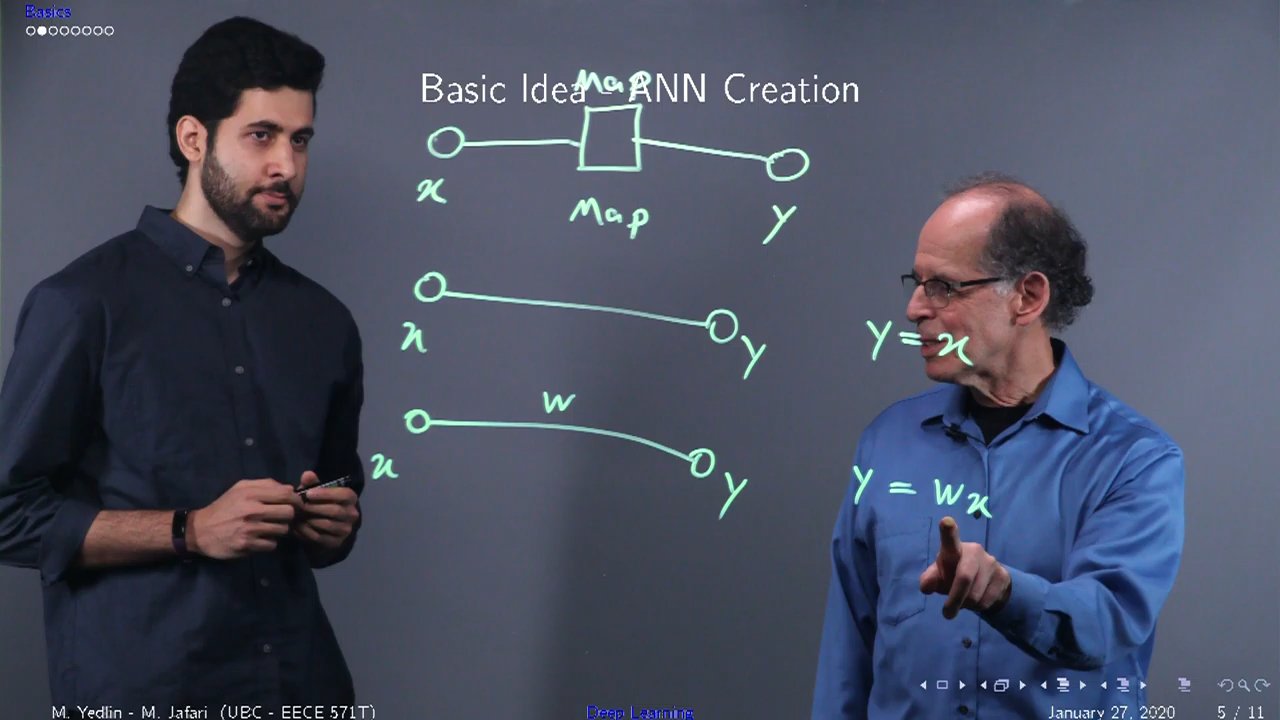 Basics
Basic Idea - ANN Creation
Map
x
Map
y
x
y
y = x
w
x
y
y = wx
M. Yedlin - M. Jafari (UBC - EECE 571T)
Deep Learning
January 27, 2020
5 / 11